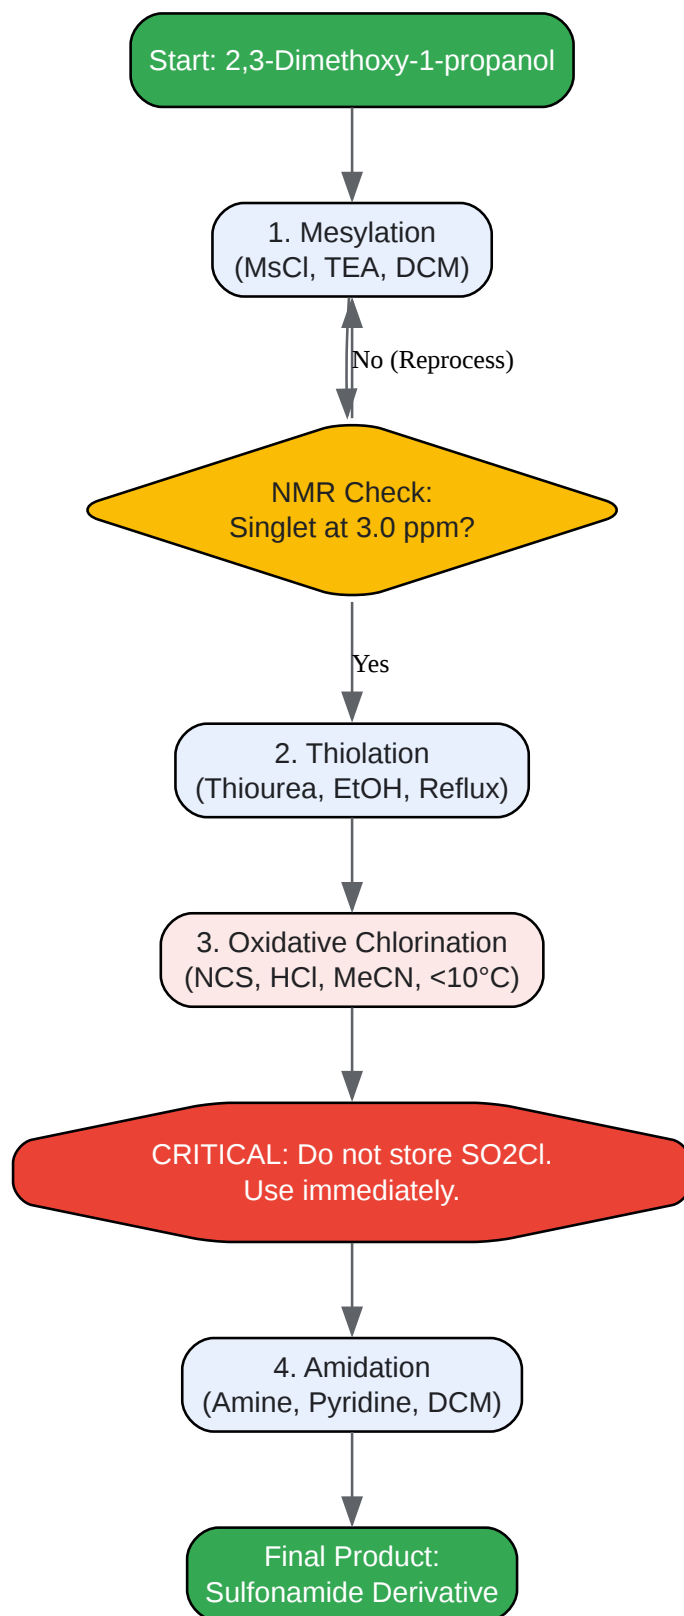 Start: 2,3-Dimethoxy-1-propanol
1. Mesylation
(MsCl, TEA, DCM)
No (Reprocess)
NMR Check:
Singlet at 3.0 ppm?
Yes
2. Thiolation
(Thiourea, EtOH, Reflux)
3. Oxidative Chlorination
(NCS, HCl, MeCN, <10°C)
CRITICAL: Do not store SO2Cl.
Use immediately.
4. Amidation
(Amine, Pyridine, DCM)
Final Product:
Sulfonamide Derivative